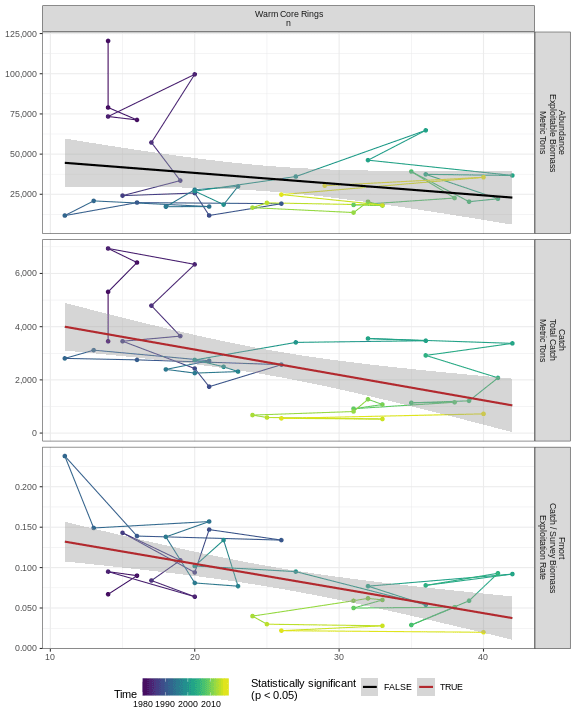 Warm Core Rings
n
125,000
100,000
75,000
50,000
25,000
Abundance
Exploitable Biomass
Metric Tons
6,000
4,000
2,000
0
Catch
Total Catch
Metric Tons
0.200
0.150
0.100
0.050
0.000
Fmort
Catch / Survey Biomass
Exploitation Rate
10 20 30 40
Time
1980 1990 2000 2010
Statistically significant
(p < 0.05)
FALSE TRUE